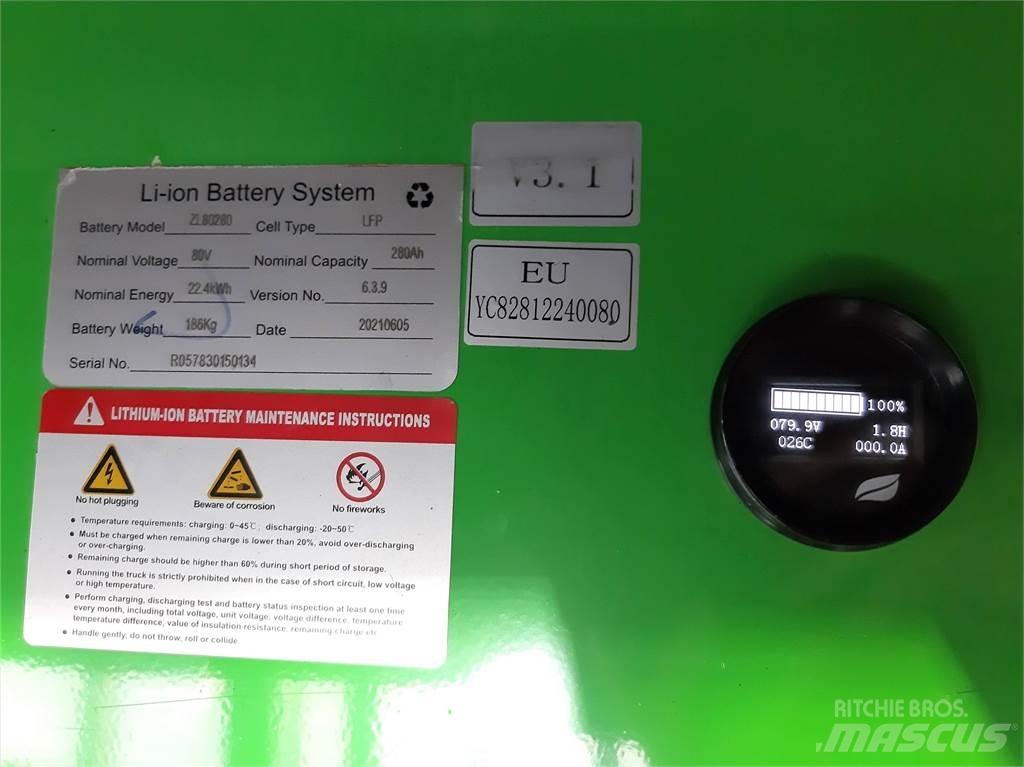 Li-ion Battery System
Battery Model ZL80280 Cell Type LFP
Nominal Voltage 80V Nominal Capacity 280Ah
Nominal Energy 22.4kWh Version No. 6.3.9
Battery Weight 186Kg Date 20210605
Serial No. R057830150134
V3. 1
EU
YC82812240080
LITHIUM-ION BATTERY MAINTENANCE INSTRUCTIONS
No hot plugging
Beware of corrosion
No fireworks
• Temperature requirements: charging: 0~45℃ ; discharging: -20~50℃
• Must be charged when remaining charge is lower than 20%, avoid over-discharging
or over-charging.
• Remaining charge should be higher than 60% during short period of storage.
• Running the truck is strictly prohibited when in the case of short circuit, low voltage
or high temperature.
• Perform charging, discharging test and battery status inspection at least one time
every month, including total voltage, unit voltage, voltage difference, temperature
temperature difference, value of insulation resistance, remaining charge etc
• Handle gently, do not throw, roll or collide.
100%
079.9V 1.8H
026C 000.0A
RITCHIE BROS.
MASCUS